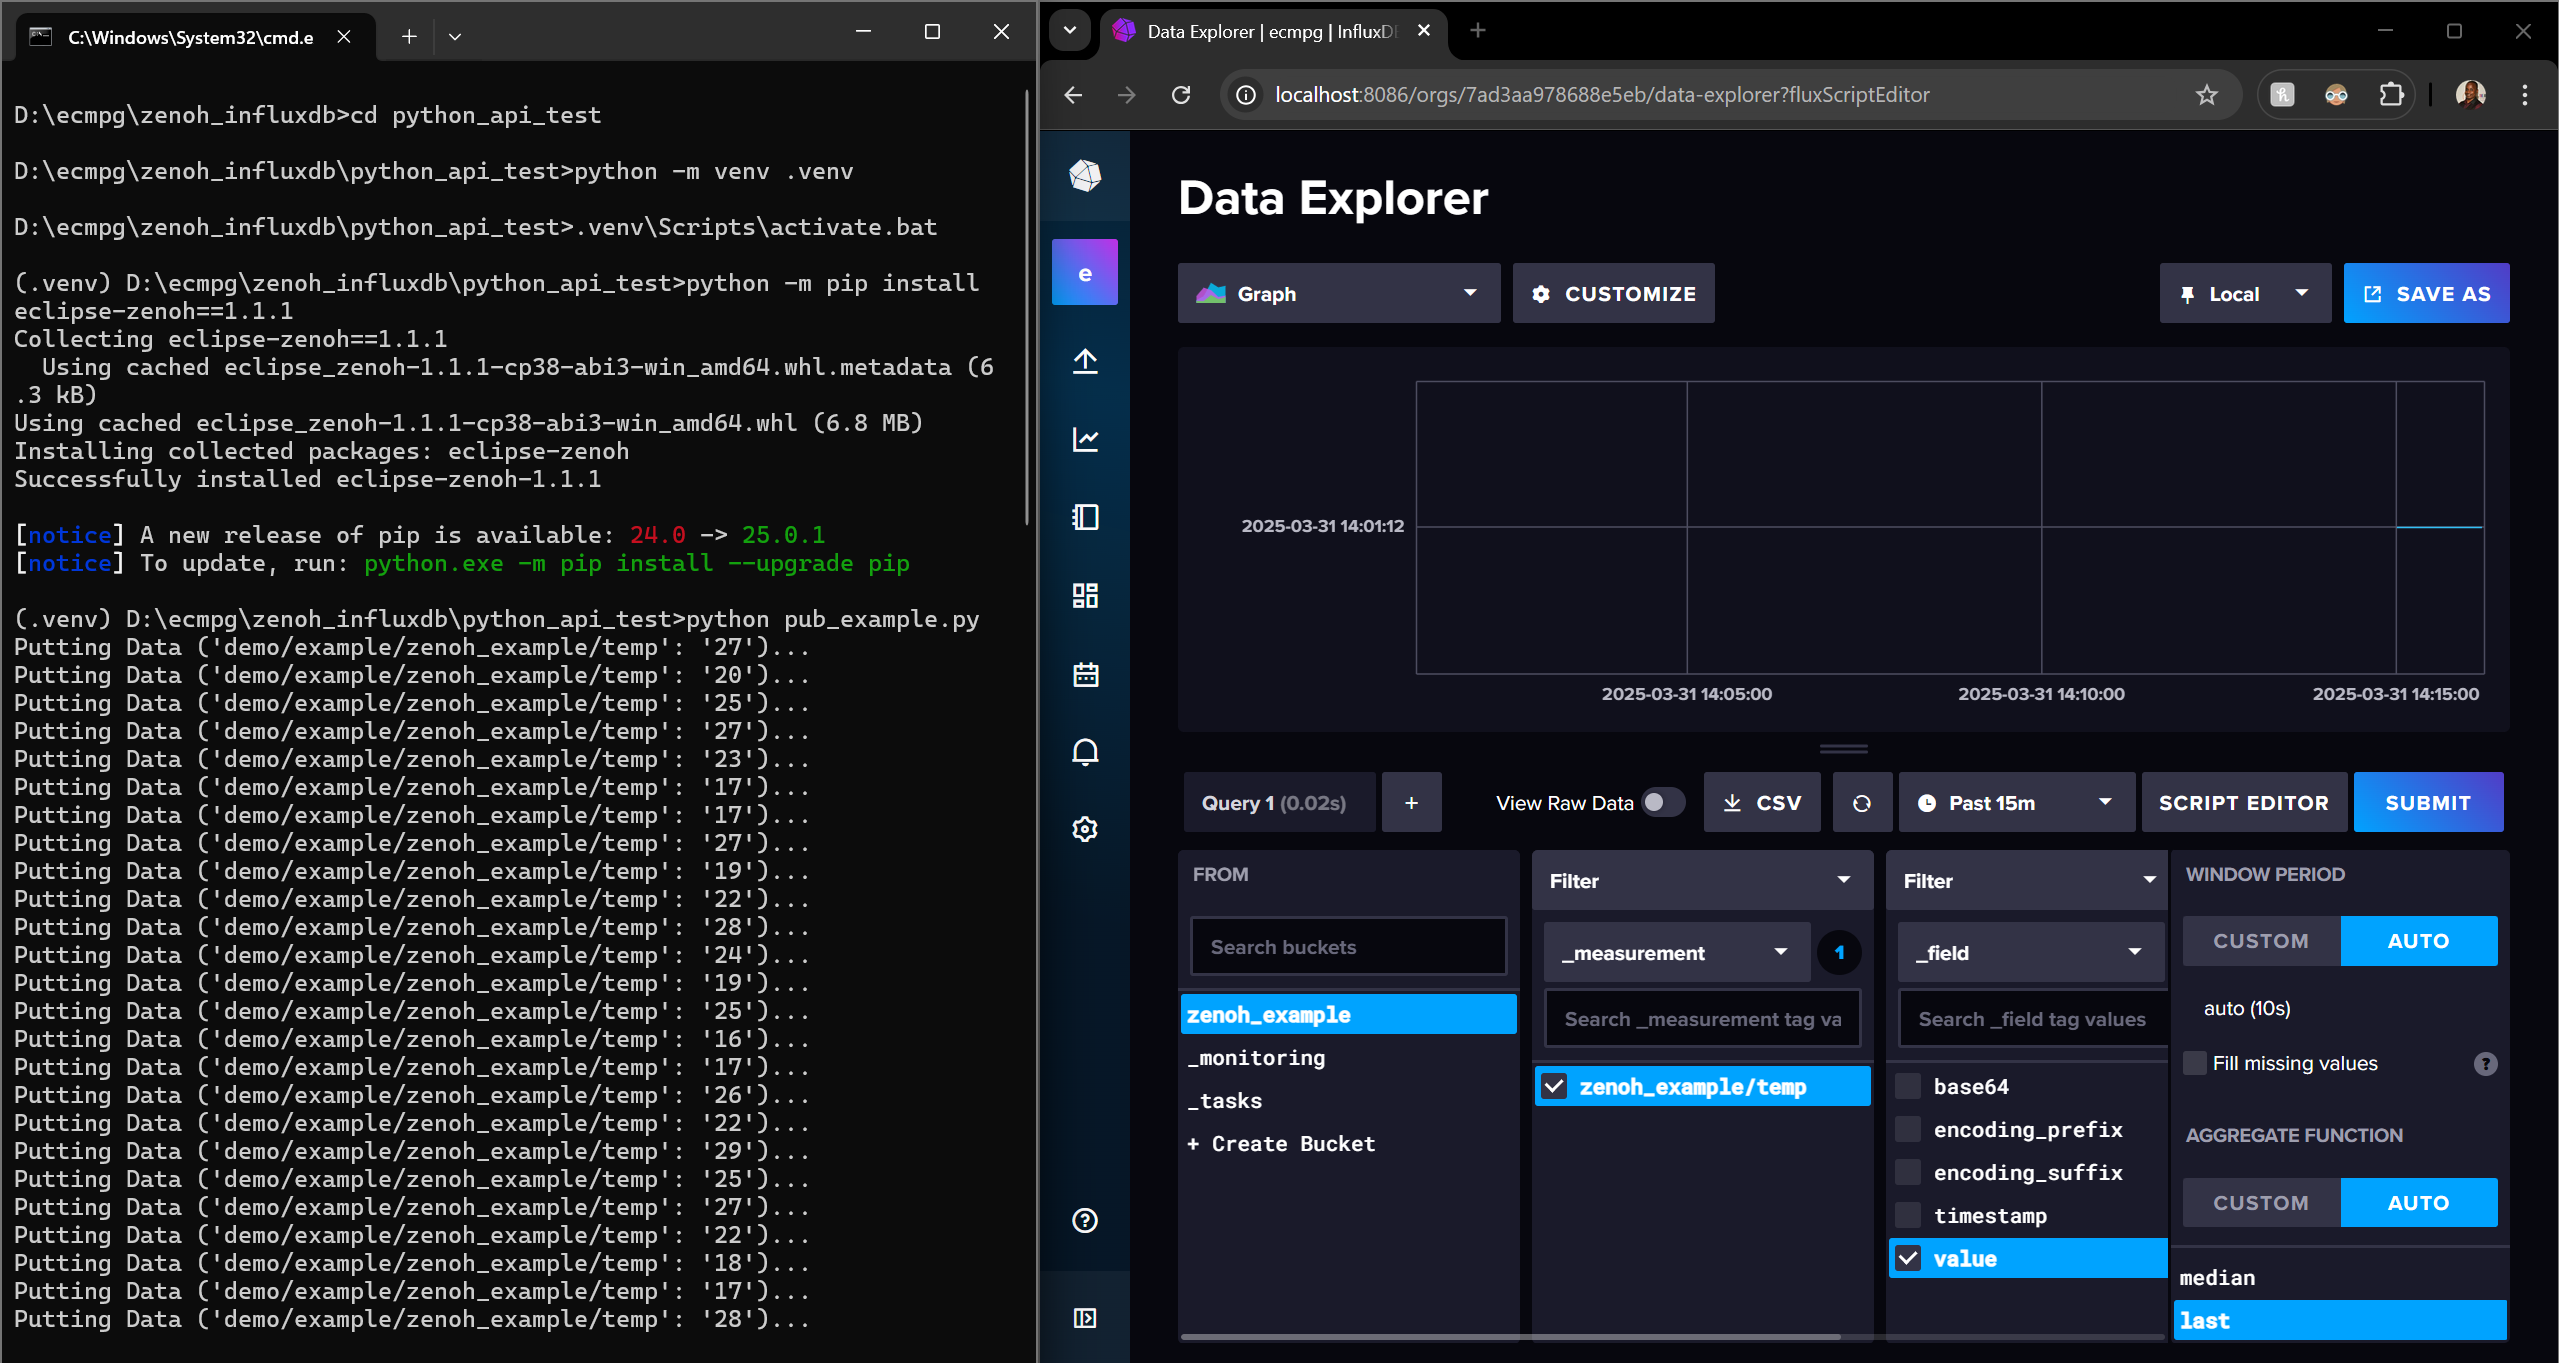 C:\Windows\System32\cmd.e
D:\ecmpg\zenoh_influxdb>cd python_api_test
D:\ecmpg\zenoh_influxdb\python_api_test>python -m venv .venv
D:\ecmpg\zenoh_influxdb\python_api_test>.venv\Scripts\activate.bat
(.venv) D:\ecmpg\zenoh_influxdb\python_api_test>python -m pip install
eclipse-zenoh==1.1.1
Collecting eclipse-zenoh==1.1.1
Using cached eclipse_zenoh-1.1.1-cp38-abi3-win_amd64.whl.metadata (6
.3 kB)
Using cached eclipse_zenoh-1.1.1-cp38-abi3-win_amd64.whl (6.8 MB)
Installing collected packages: eclipse-zenoh
Successfully installed eclipse-zenoh-1.1.1
[notice] A new release of pip is available: 24.0 -> 25.0.1
[notice] To update, run: python.exe -m pip install --upgrade pip
(.venv) D:\ecmpg\zenoh_influxdb\python_api_test>python pub_example.py
Putting Data ('demo/example/zenoh_example/temp': '27')...
Putting Data ('demo/example/zenoh_example/temp': '20')...
Putting Data ('demo/example/zenoh_example/temp': '25')...
Putting Data ('demo/example/zenoh_example/temp': '27')...
Putting Data ('demo/example/zenoh_example/temp': '23')...
Putting Data ('demo/example/zenoh_example/temp': '17')...
Putting Data ('demo/example/zenoh_example/temp': '17')...
Putting Data ('demo/example/zenoh_example/temp': '27')...
Putting Data ('demo/example/zenoh_example/temp': '19')...
Putting Data ('demo/example/zenoh_example/temp': '22')...
Putting Data ('demo/example/zenoh_example/temp': '28')...
Putting Data ('demo/example/zenoh_example/temp': '24')...
Putting Data ('demo/example/zenoh_example/temp': '19')...
Putting Data ('demo/example/zenoh_example/temp': '25')...
Putting Data ('demo/example/zenoh_example/temp': '16')...
Putting Data ('demo/example/zenoh_example/temp': '17')...
Putting Data ('demo/example/zenoh_example/temp': '26')...
Putting Data ('demo/example/zenoh_example/temp': '22')...
Putting Data ('demo/example/zenoh_example/temp': '29')...
Putting Data ('demo/example/zenoh_example/temp': '25')...
Putting Data ('demo/example/zenoh_example/temp': '27')...
Putting Data ('demo/example/zenoh_example/temp': '22')...
Putting Data ('demo/example/zenoh_example/temp': '18')...
Putting Data ('demo/example/zenoh_example/temp': '17')...
Putting Data ('demo/example/zenoh_example/temp': '28')...
Data Explorer | ecmpg | InfluxD
localhost:8086/orgs/7ad3aa978688e5eb/data-explorer?fluxScriptEditor
e
Data Explorer
Graph
CUSTOMIZE
Local
SAVE AS
2025-03-31 14:01:12
2025-03-31 14:05:00
2025-03-31 14:10:00
2025-03-31 14:15:00
Query 1 (0.02s)
+
View Raw Data
CSV
Past 15m
SCRIPT EDITOR
SUBMIT
FROM
Search buckets
zenoh_example
_monitoring
_tasks
+ Create Bucket
Filter
_measurement
1
Search _measurement tag va
zenoh_example/temp
Filter
_field
Search _field tag values
base64
encoding_prefix
encoding_suffix
timestamp
value
WINDOW PERIOD
CUSTOM
AUTO
auto (10s)
Fill missing values
?
AGGREGATE FUNCTION
CUSTOM
AUTO
median
last